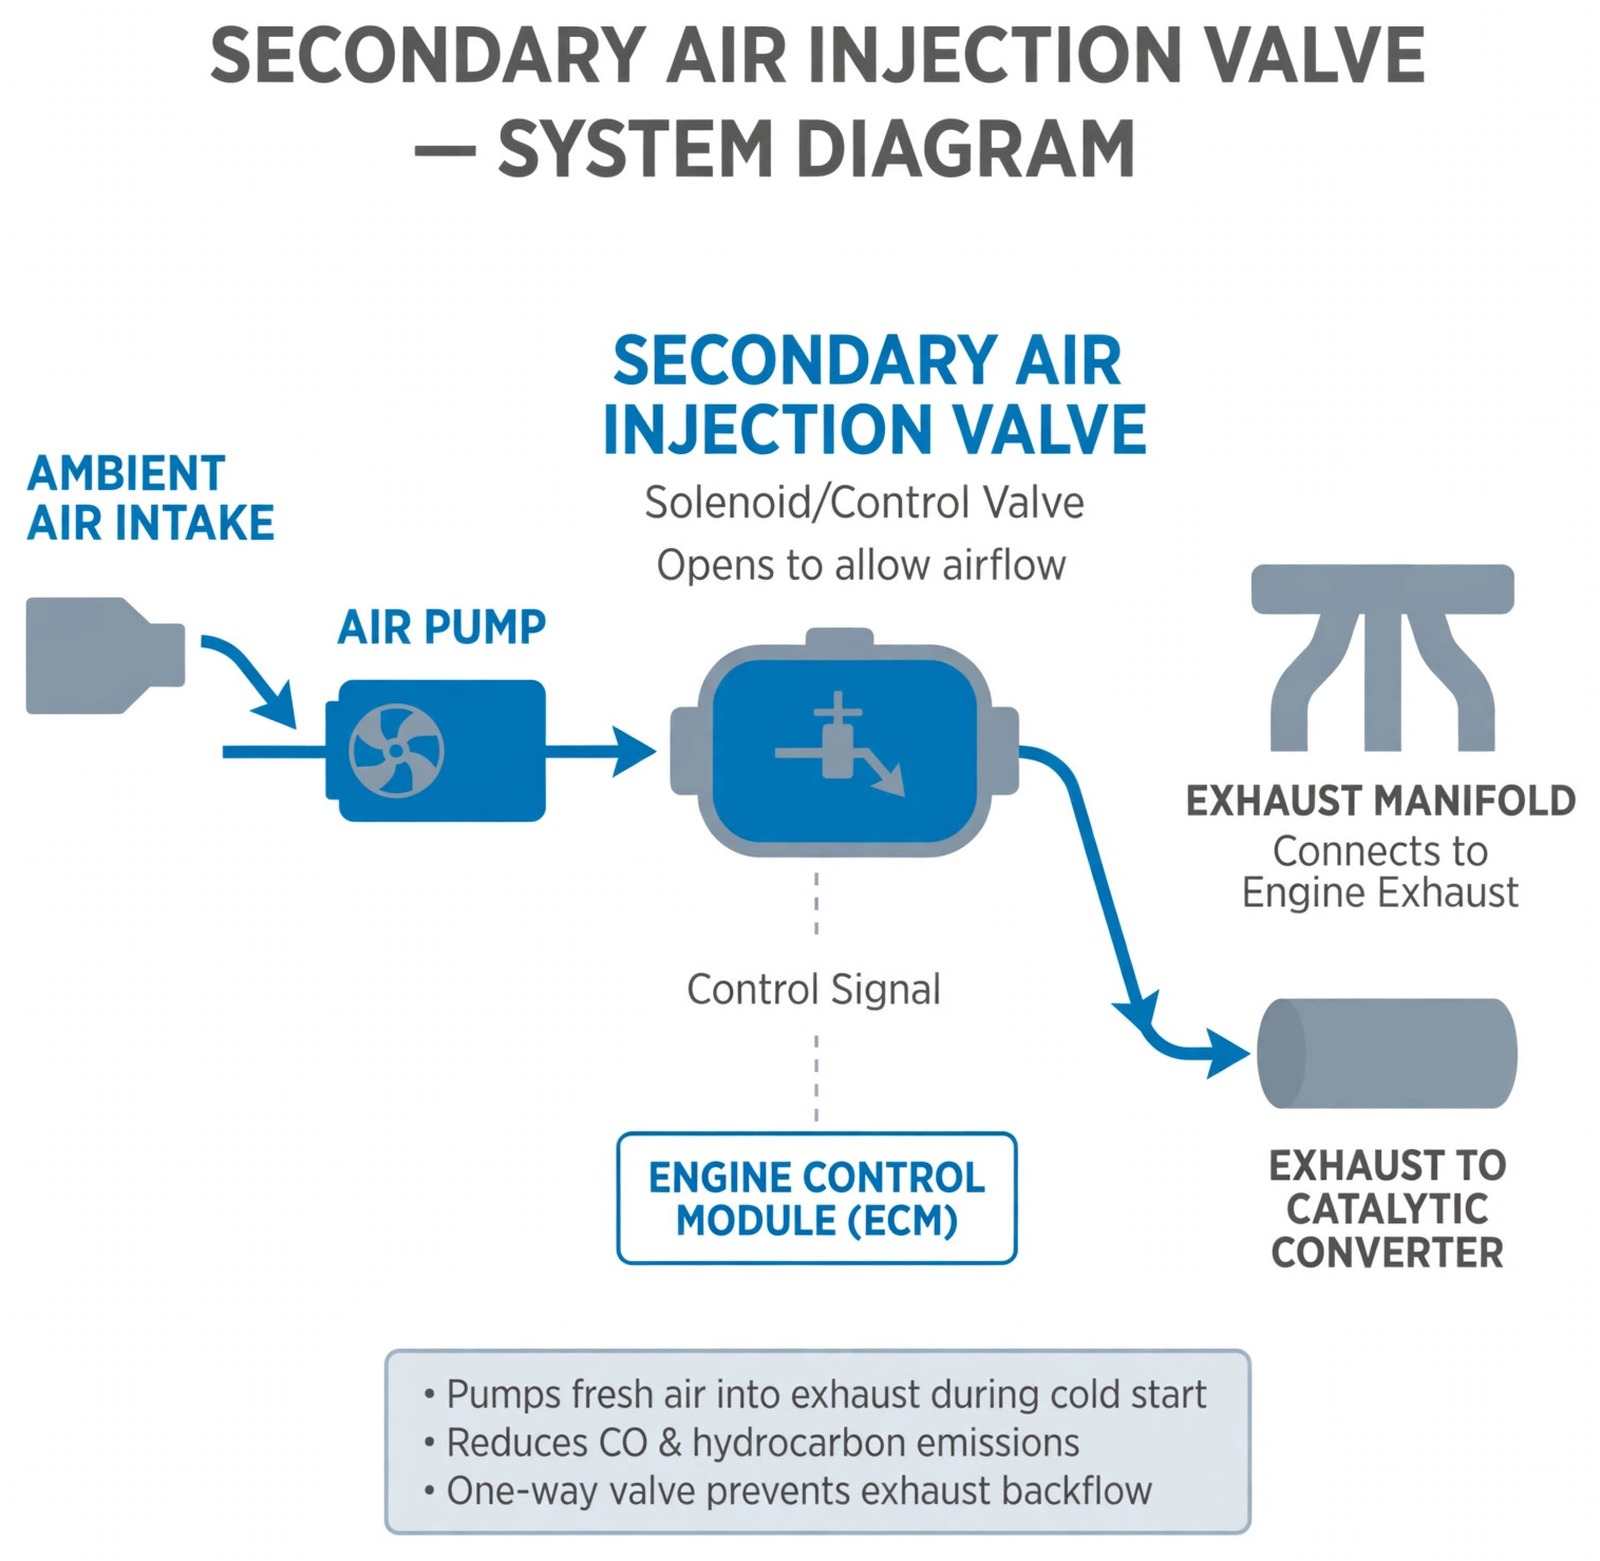 SECONDARY AIR INJECTION VALVE
— SYSTEM DIAGRAM
SECONDARY AIR
INJECTION VALVE
Solenoid/Control Valve
Opens to allow airflow
AMBIENT
AIR INTAKE
AIR PUMP
EXHAUST MANIFOLD
Connects to
Engine Exhaust
Control Signal
ENGINE CONTROL
MODULE (ECM)
EXHAUST TO
CATALYTIC
CONVERTER
• Pumps fresh air into exhaust during cold start
• Reduces CO & hydrocarbon emissions
• One-way valve prevents exhaust backflow